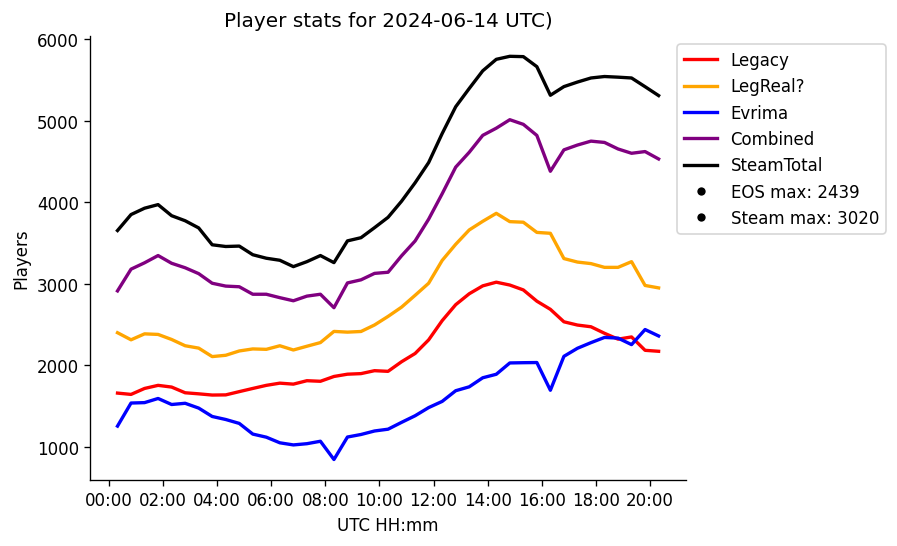 Player stats for 2024-06-14 UTC)
6000
5000
4000
3000
2000
1000
Players
00:00 02:00 04:00 06:00 08:00 10:00 12:00 14:00 16:00 18:00 20:00
UTC HH:mm
Legacy
LegReal?
Evrima
Combined
SteamTotal
EOS max: 2439
Steam max: 3020